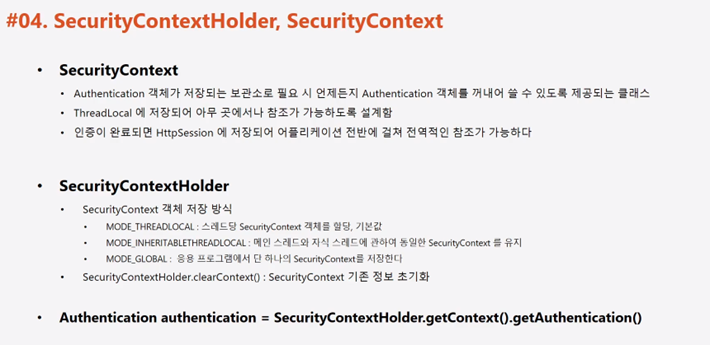 #04. SecurityContextHolder, SecurityContext
• SecurityContext
• Authentication 객체가 저장되는 보관소로 필요 시 언제든지 Authentication 객체를 꺼내어 쓸 수 있도록 제공되는 클래스
• ThreadLocal 에 저장되어 아무 곳에서나 참조가 가능하도록 설계함
• 인증이 완료되면 HttpSession 에 저장되어 어플리케이션 전반에 걸쳐 전역적인 참조가 가능하다
• SecurityContextHolder
• SecurityContext 객체 저장 방식
• MODE_THREADLOCAL : 스레드당 SecurityContext 객체를 할당, 기본값
• MODE_INHERITABLETHREADLOCAL : 메인 스레드와 자식 스레드에 관하여 동일한 SecurityContext 를 유지
• MODE_GLOBAL : 응용 프로그램에서 단 하나의 SecurityContext를 저장한다
• SecurityContextHolder.clearContext() : SecurityContext 기존 정보 초기화
• Authentication authentication = SecurityContextHolder.getContext().getAuthentication()